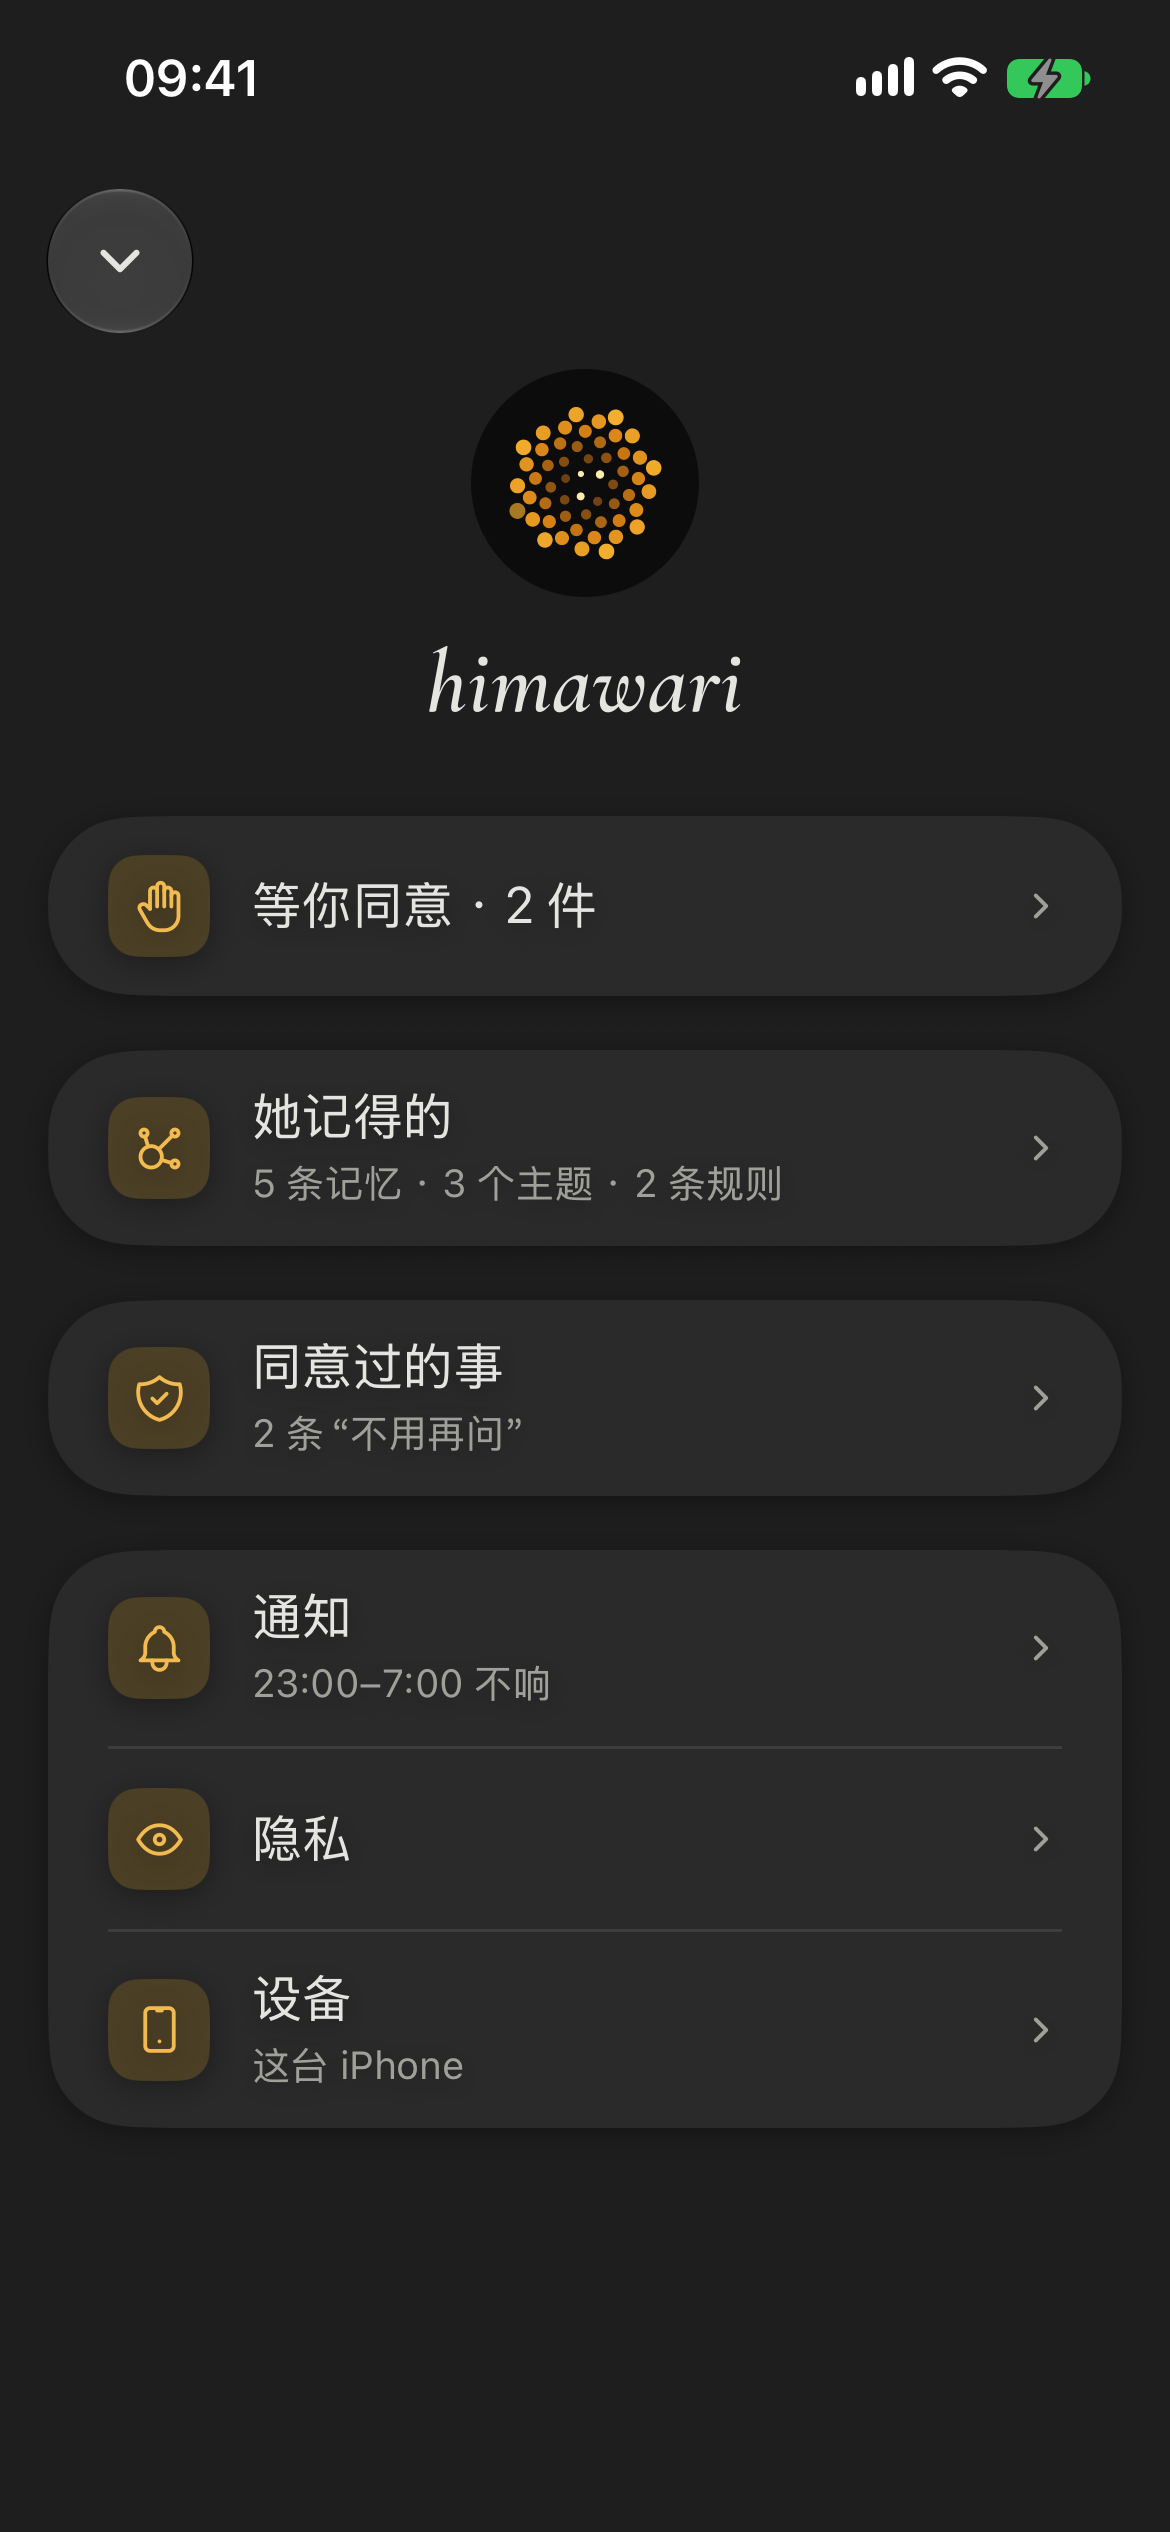 09:41
himawari
等你同意 · 2 件
她记得的
5 条记忆 · 3 个主题 · 2 条规则
同意过的事
2 条 “不用再问”
通知
23:00–7:00 不响
隐私
设备
这台 iPhone